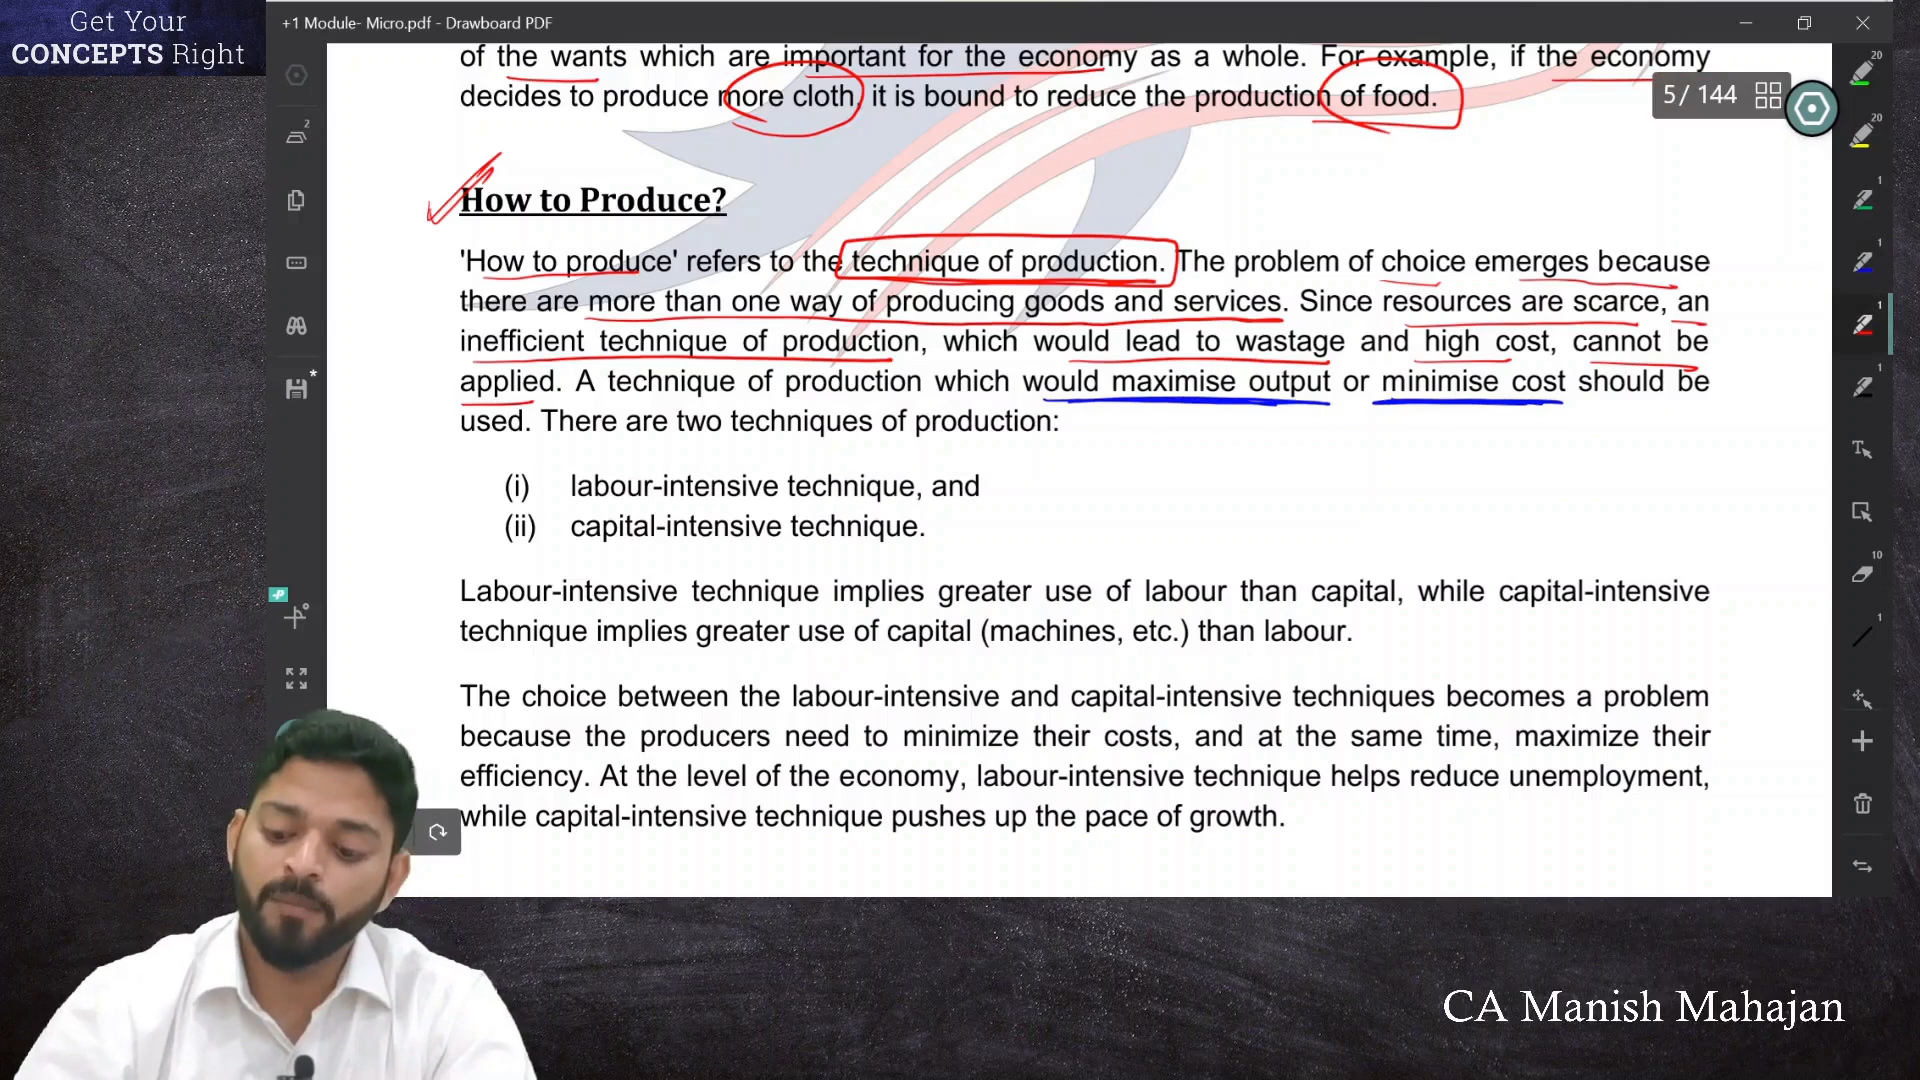 Get Your
CONCEPTS Right
+1 Module- Micro.pdf - Drawboard PDF
of the wants which are important for the economy as a whole. For example, if the economy
decides to produce more cloth, it is bound to reduce the production of food.
5 / 144
How to Produce?
'How to produce' refers to the technique of production. The problem of choice emerges because
there are more than one way of producing goods and services. Since resources are scarce, an
inefficient technique of production, which would lead to wastage and high cost, cannot be
applied. A technique of production which would maximise output or minimise cost should be
used. There are two techniques of production:
(i) labour-intensive technique, and
(ii) capital-intensive technique.
Labour-intensive technique implies greater use of labour than capital, while capital-intensive
technique implies greater use of capital (machines, etc.) than labour.
The choice between the labour-intensive and capital-intensive techniques becomes a problem
because the producers need to minimize their costs, and at the same time, maximize their
efficiency. At the level of the economy, labour-intensive technique helps reduce unemployment,
while capital-intensive technique pushes up the pace of growth.
2
20
20
1
1
1
1
10
1
CA Manish Mahajan